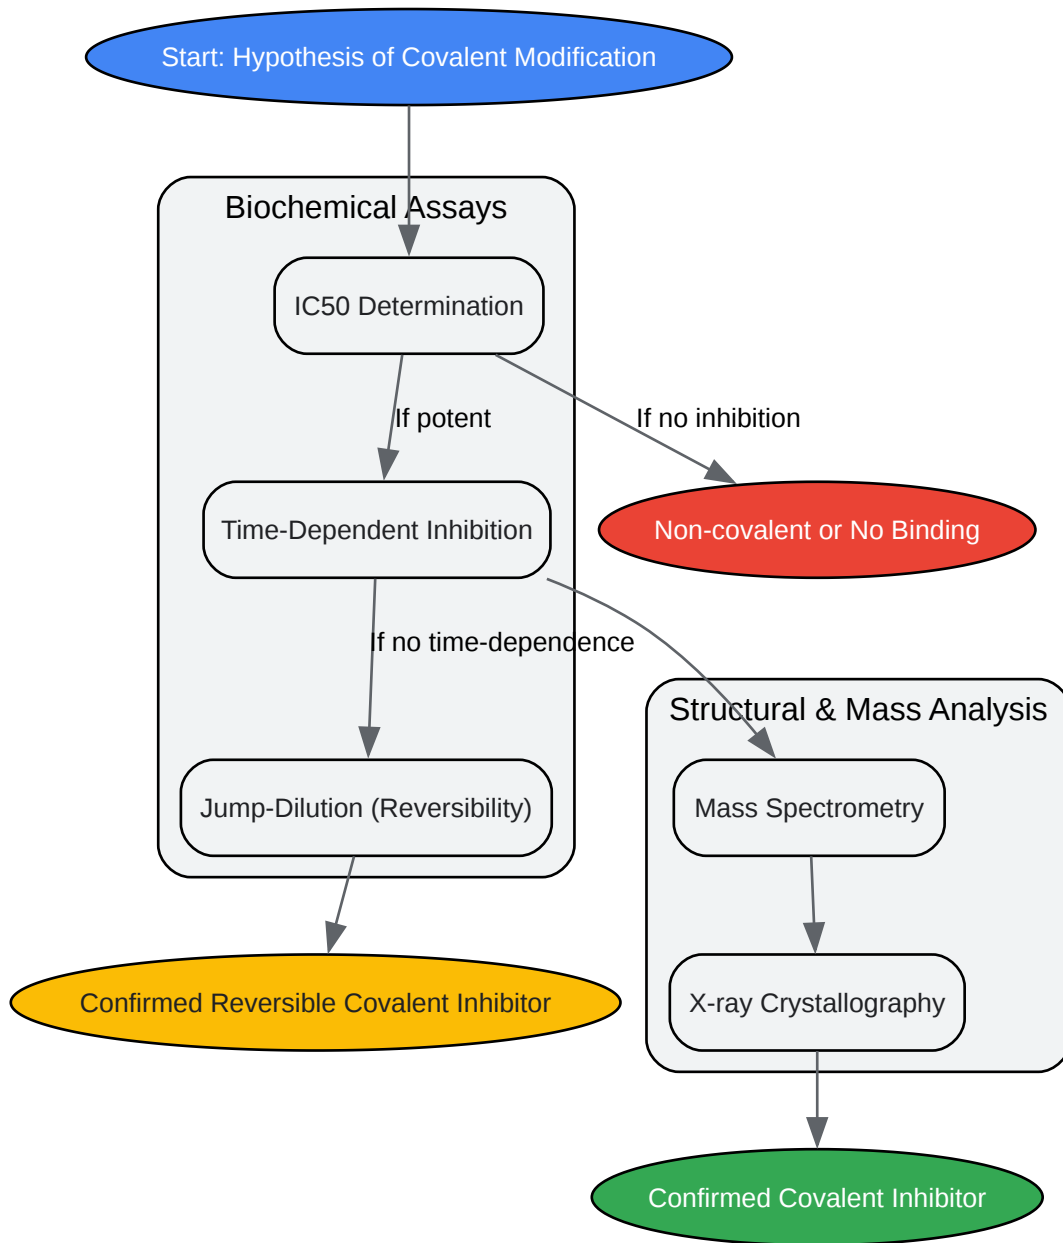 Start: Hypothesis of Covalent Modification
Biochemical Assays
IC50 Determination
If potent
If no inhibition
Time-Dependent Inhibition
Non-covalent or No Binding
If no time-dependence
Structural & Mass Analysis
Jump-Dilution (Reversibility)
Mass Spectrometry
Confirmed Reversible Covalent Inhibitor
X-ray Crystallography
Confirmed Covalent Inhibitor